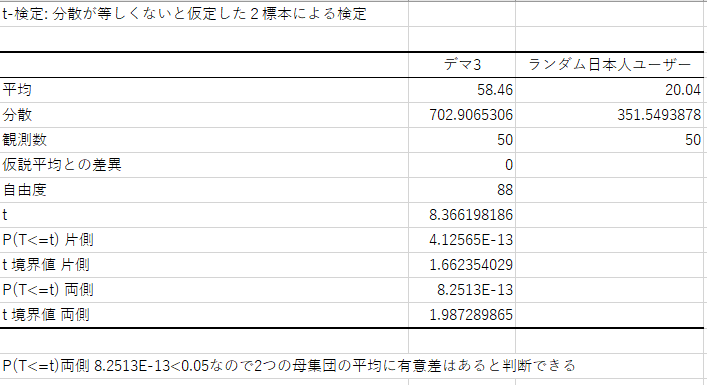 t-検定: 分散が等しくないと仮定した２標本による検定
デマ3 ランダム日本人ユーザー
平均 58.46 20.04
分散 702.9065306 351.5493878
観測数 50 50
仮説平均との差異 0
自由度 88
t 8.366198186
P(T<=t) 片側 4.12565E-13
t 境界値 片側 1.662354029
P(T<=t) 両側 8.2513E-13
t 境界値 両側 1.987289865
P(T<=t)両側 8.2513E-13<0.05なので2つの母集団の平均に有意差はあると判断できる